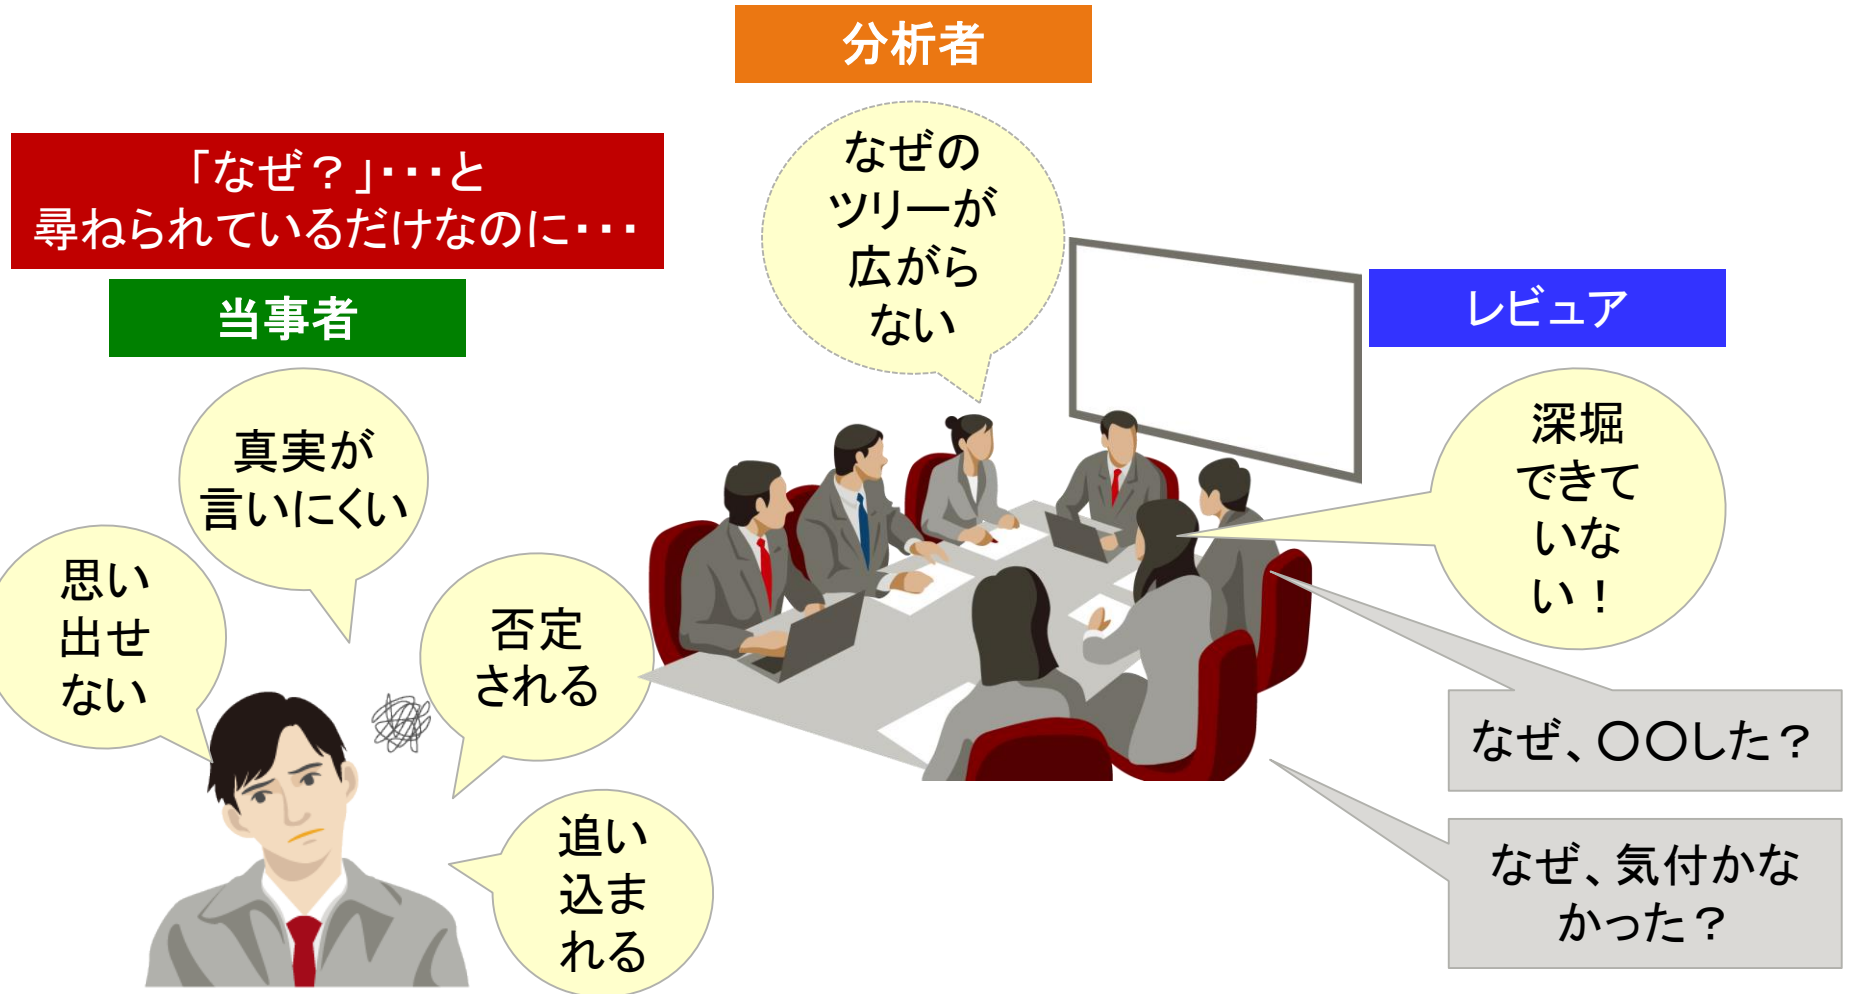 分析者
なぜの
ツリーが
広がら
ない
「なぜ？」･･･と
尋ねられているだけなのに･･･
当事者
真実が
言いにくい
思い
出せ
ない
否定
される
追い
込ま
れる
レビュア
深堀
できて
いな
い！
なぜ、〇〇した？
なぜ、気付かな
かった？